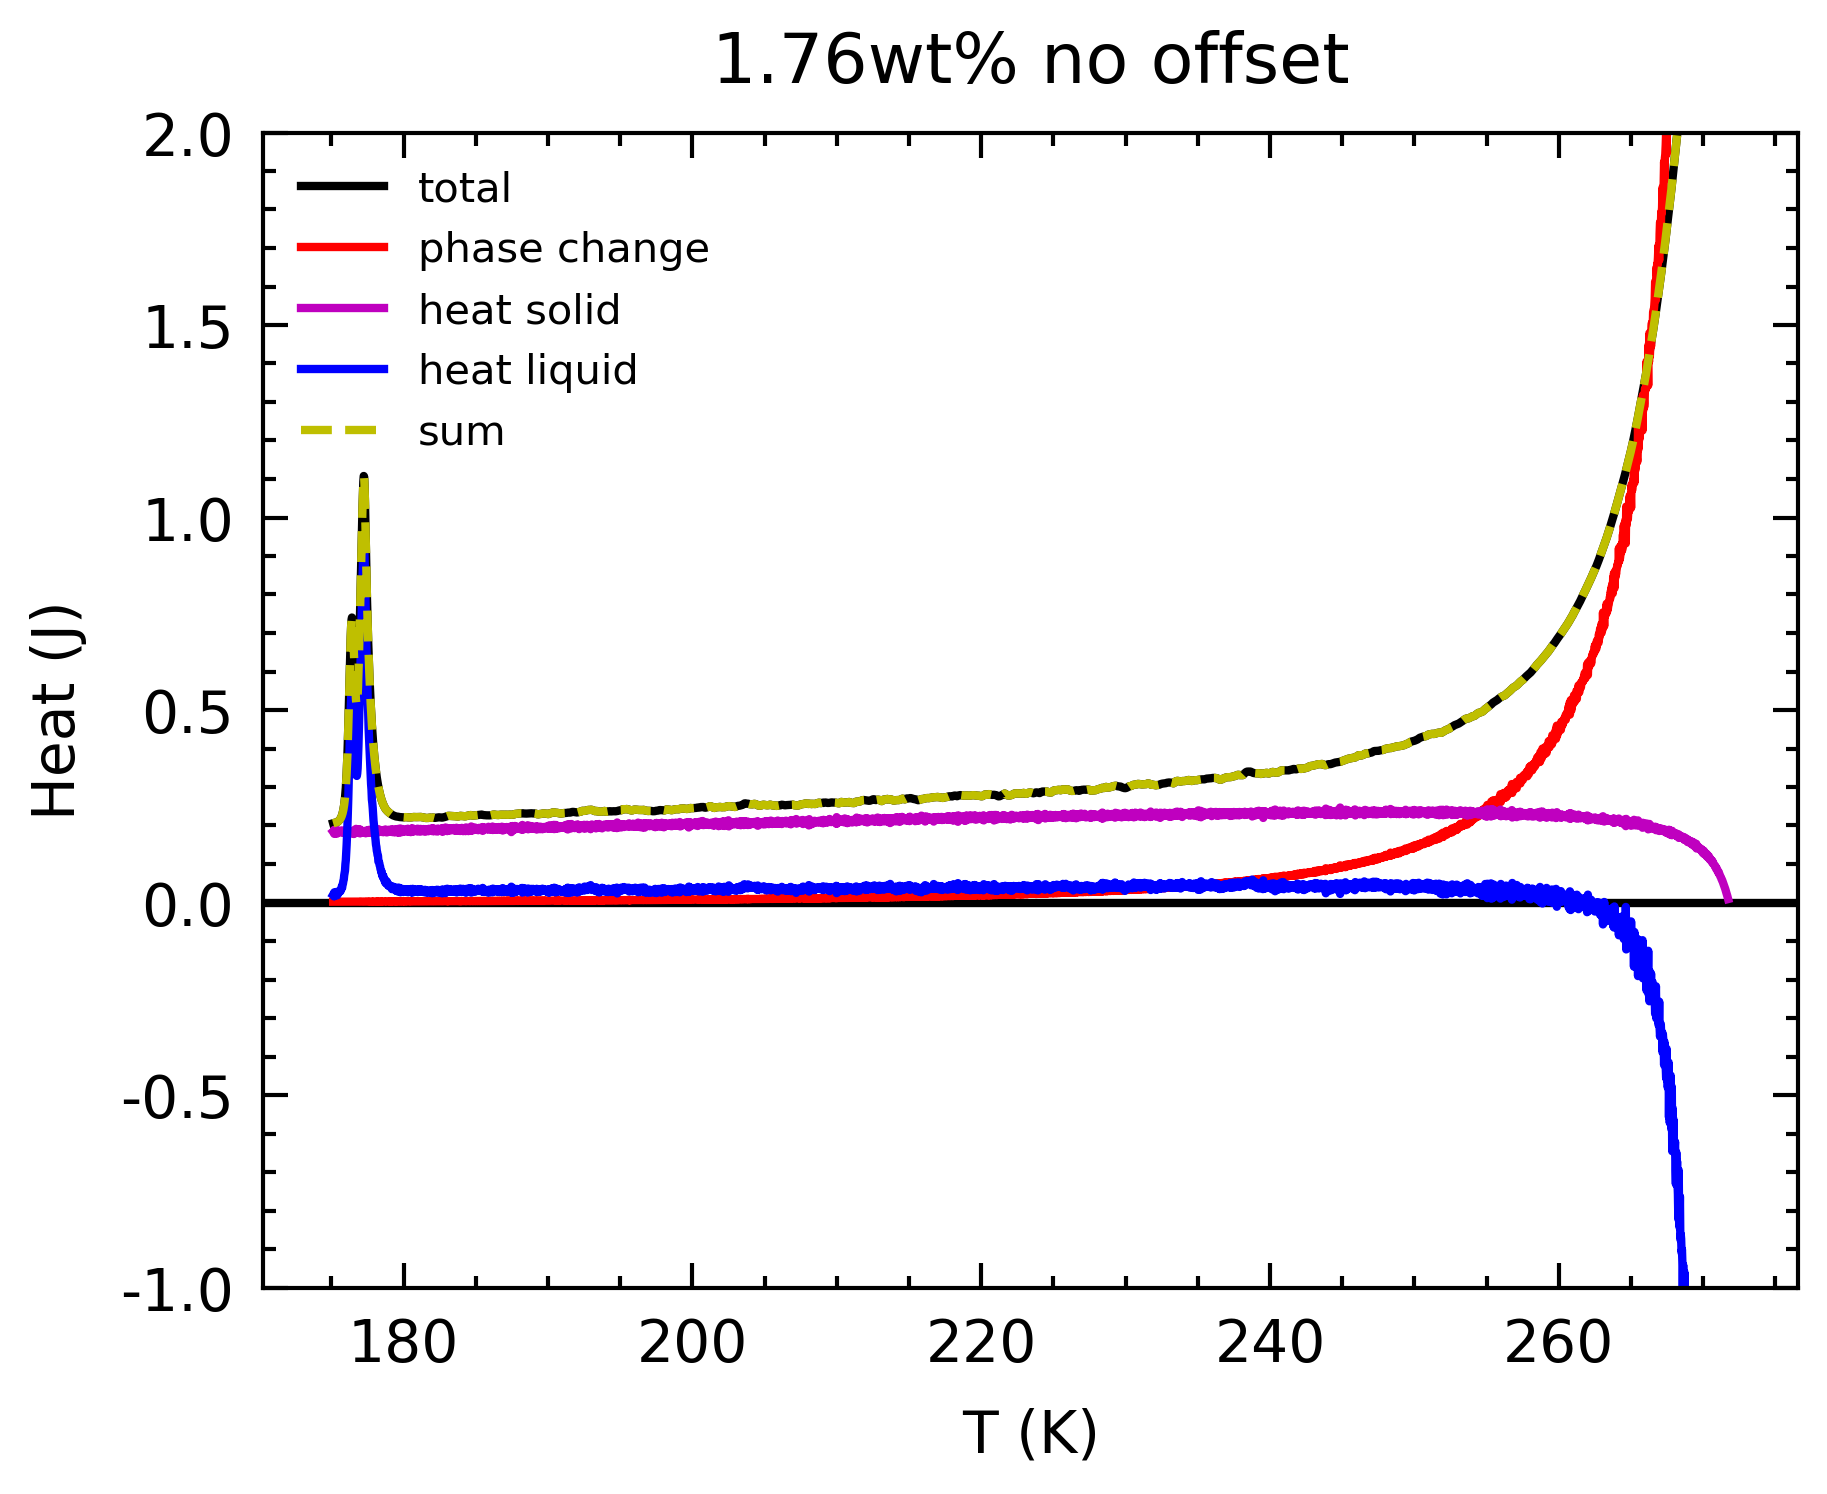 1.76wt% no offset
2.0
1.5
1.0
0.5
0.0
-0.5
-1.0
Heat (J)
total
phase change
heat solid
heat liquid
sum
180 200 220 240 260
T (K)